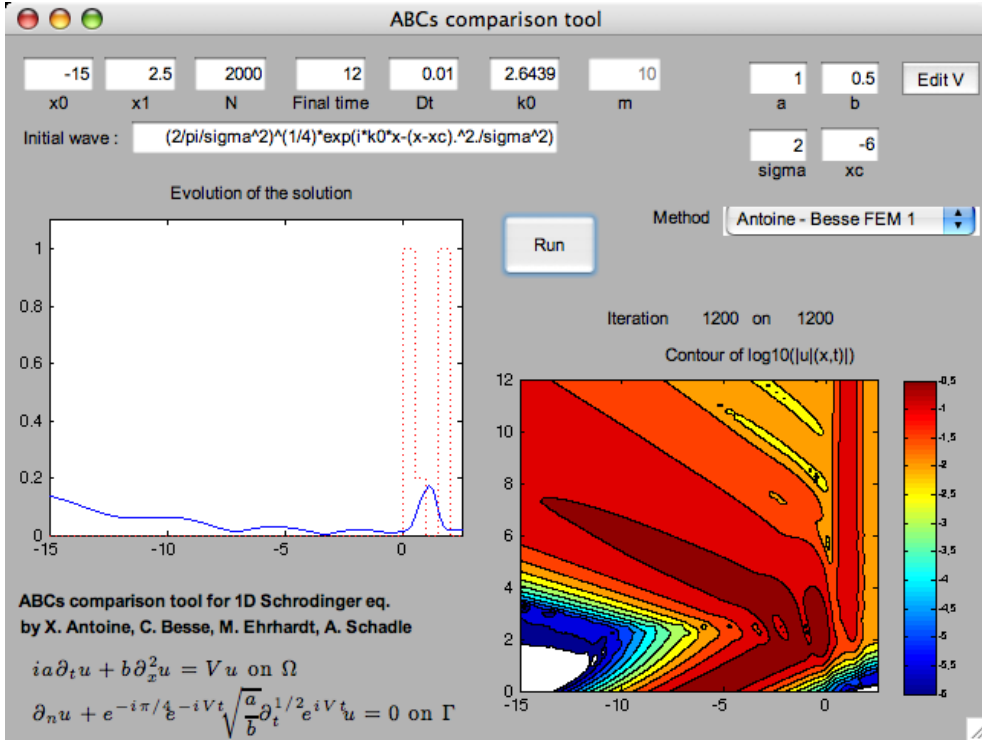 ABCs comparison tool
-15 2.5 2000 12 0.01 2.6439 10 1 0.5 Edit V
x0 x1 N Final time Dt k0 m a b
Initial wave : (2/pi/sigma^2)^(1/4)*exp(i*k0*x-(x-xc).^2./sigma^2)
2 -6
sigma xc
Evolution of the solution
Method Antoine - Besse FEM 1
Run
1
0.8
0.6
0.4
0.2
0
-15 -10 -5 0
Iteration 1200 on 1200
Contour of log10(|u|(x,t)|)
12
10
8
6
4
2
0
-15 -10 -5 0
-0,5
-1
-1,5
-2
-2,5
-3
-3,5
-4
-4,5
-5
-5,5
-6
ABCs comparison tool for 1D Schrodinger eq.
by X. Antoine, C. Besse, M. Ehrhardt, A. Schadle
ia∂ₜu + b∂ₓ²u = Vu on Ω
∂ₙu + e^{-iπ/4}e^{-iVt}√(a/b)∂ₜ^{1/2}e^{iVt}u = 0 on Γ